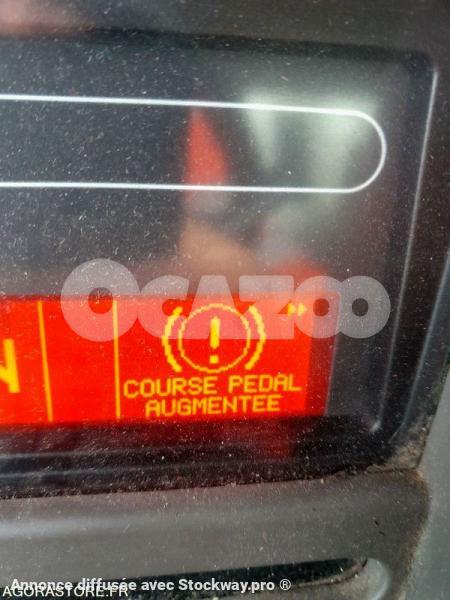 OCAZOO
N
COURSE PEDAL
AUGMENTEE
Annonce diffusée avec Stockway.pro ®
AGORASTORE.FR